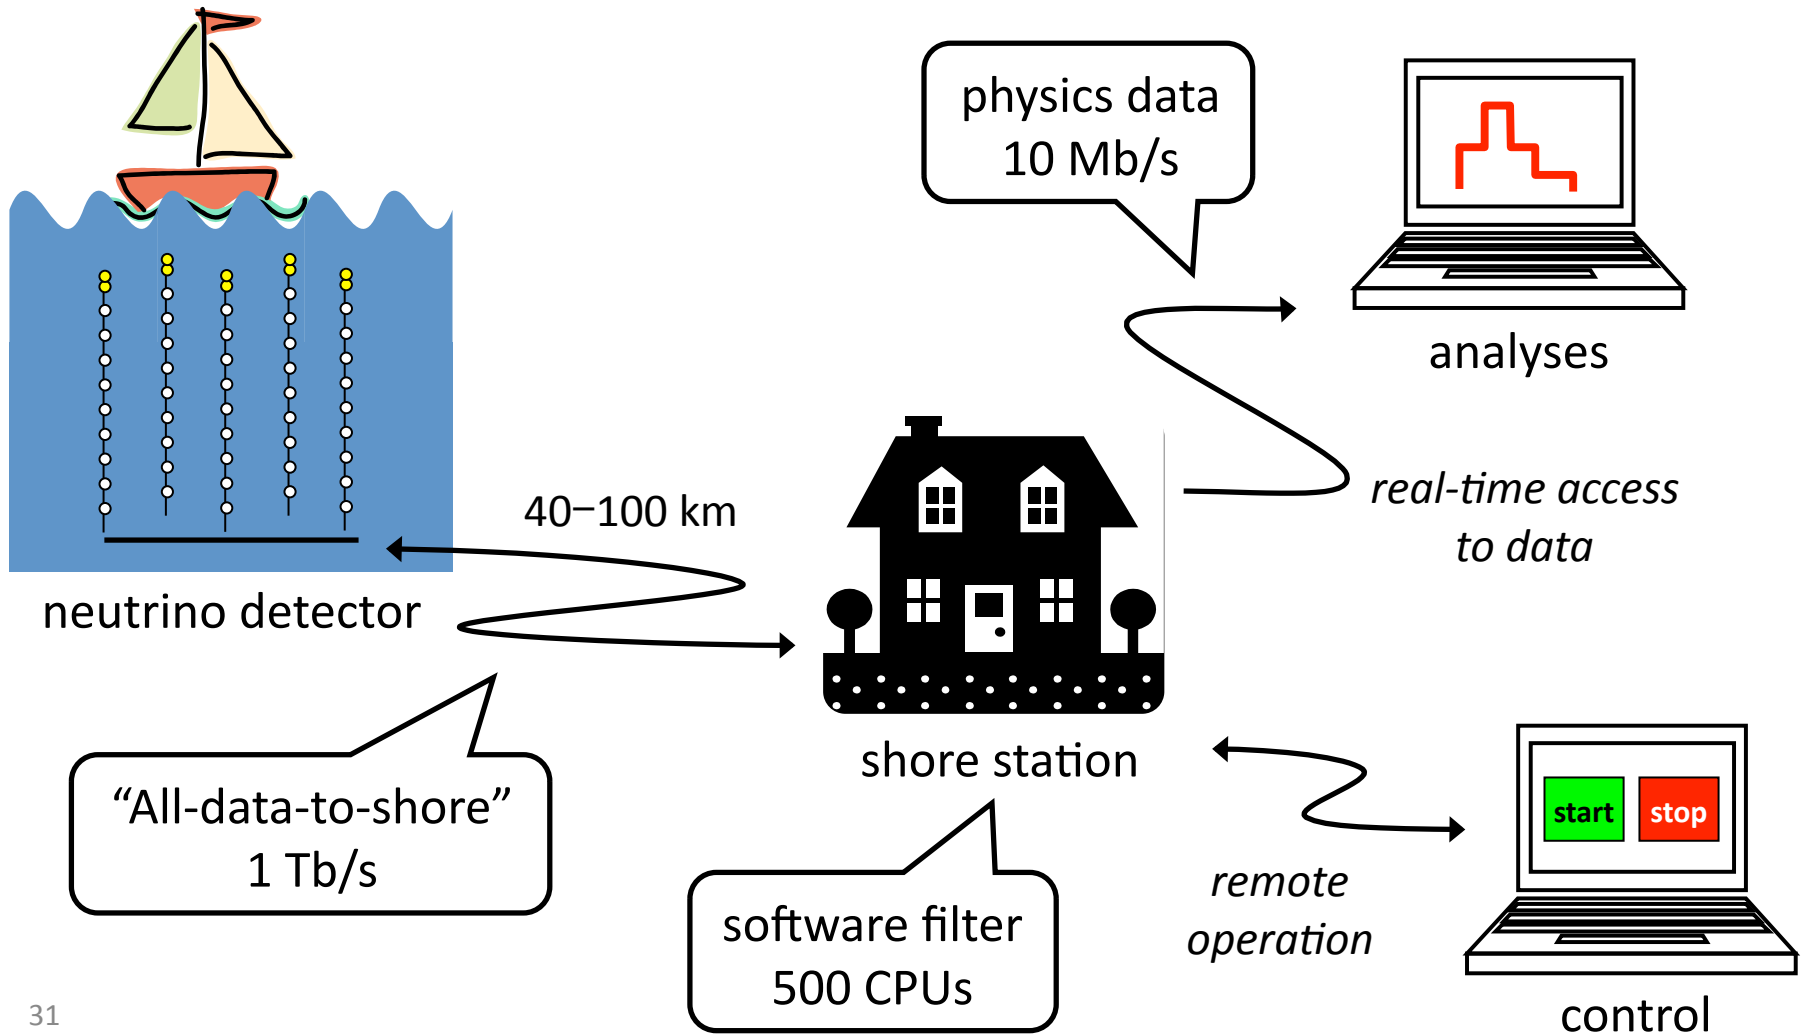 physics data
10 Mb/s
analyses
40–100 km
real-time access
to data
neutrino detector
shore station
“All-data-to-shore”
1 Tb/s
start
stop
software filter
500 CPUs
remote
operation
control
31